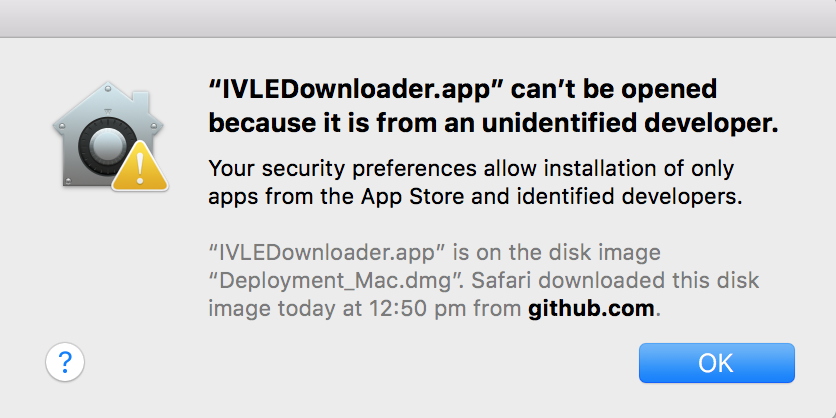 “IVLEDownloader.app” can’t be opened
because it is from an unidentified developer.
Your security preferences allow installation of only
apps from the App Store and identified developers.
“IVLEDownloader.app” is on the disk image
“Deployment_Mac.dmg”. Safari downloaded this disk
image today at 12:50 pm from github.com.
?
OK